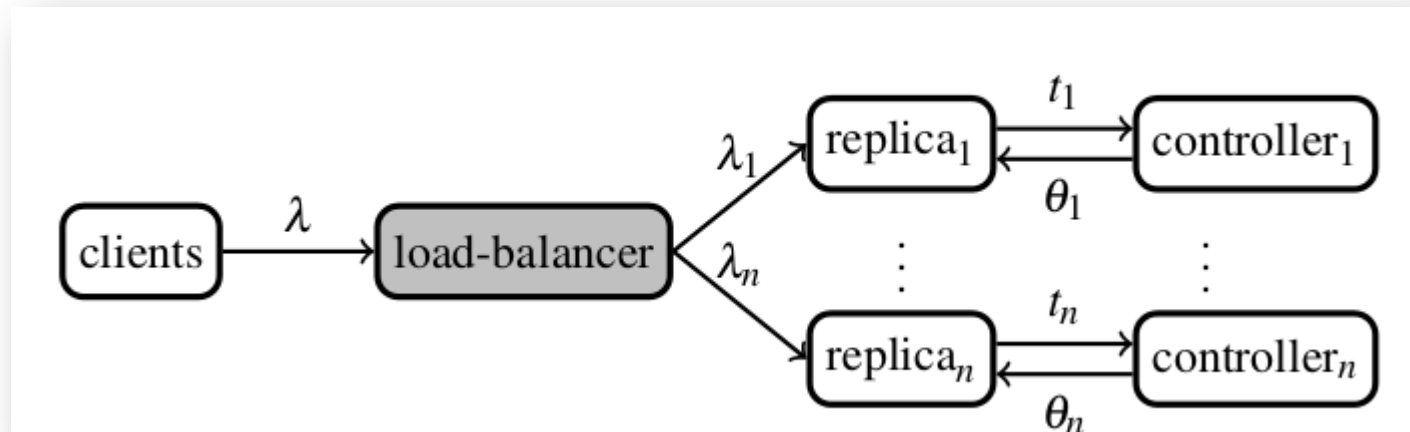 t₁
λ₁ replica₁ controller₁
λ θ₁
clients load-balancer
λₙ
tₙ
replicaₙ controllerₙ
θₙ